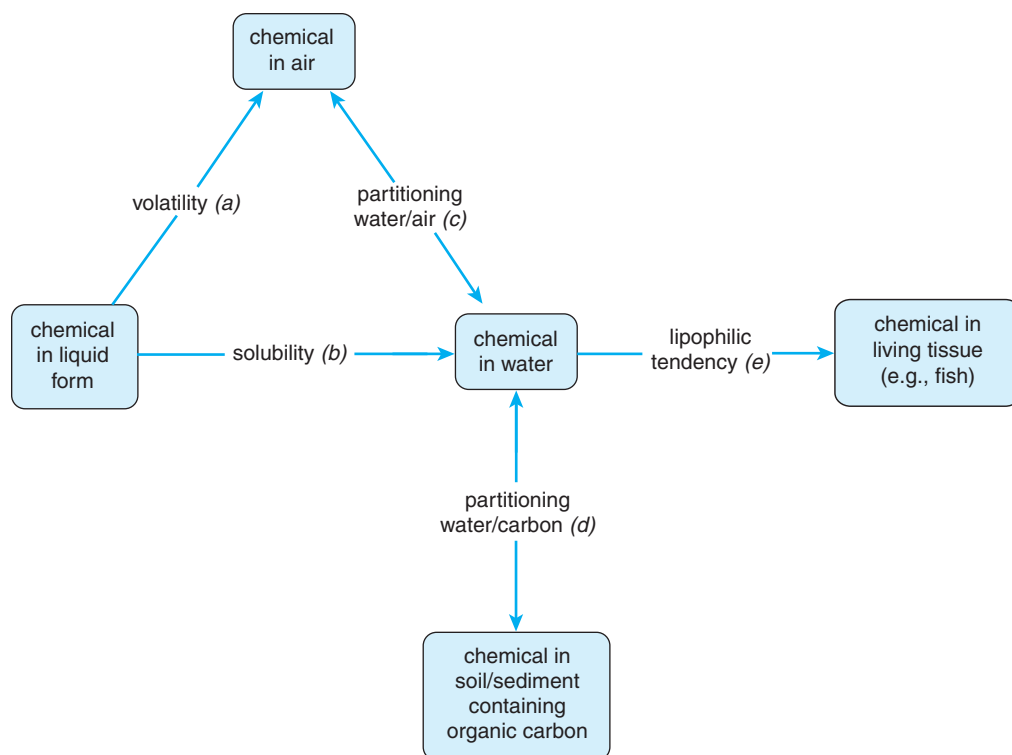 chemical
in air
volatility (a)
partitioning
water/air (c)
chemical
in liquid
form
solubility (b)
chemical
in water
lipophilic
tendency (e)
chemical in
living tissue
(e.g., fish)
partitioning
water/carbon (d)
chemical in
soil/sediment
containing
organic carbon